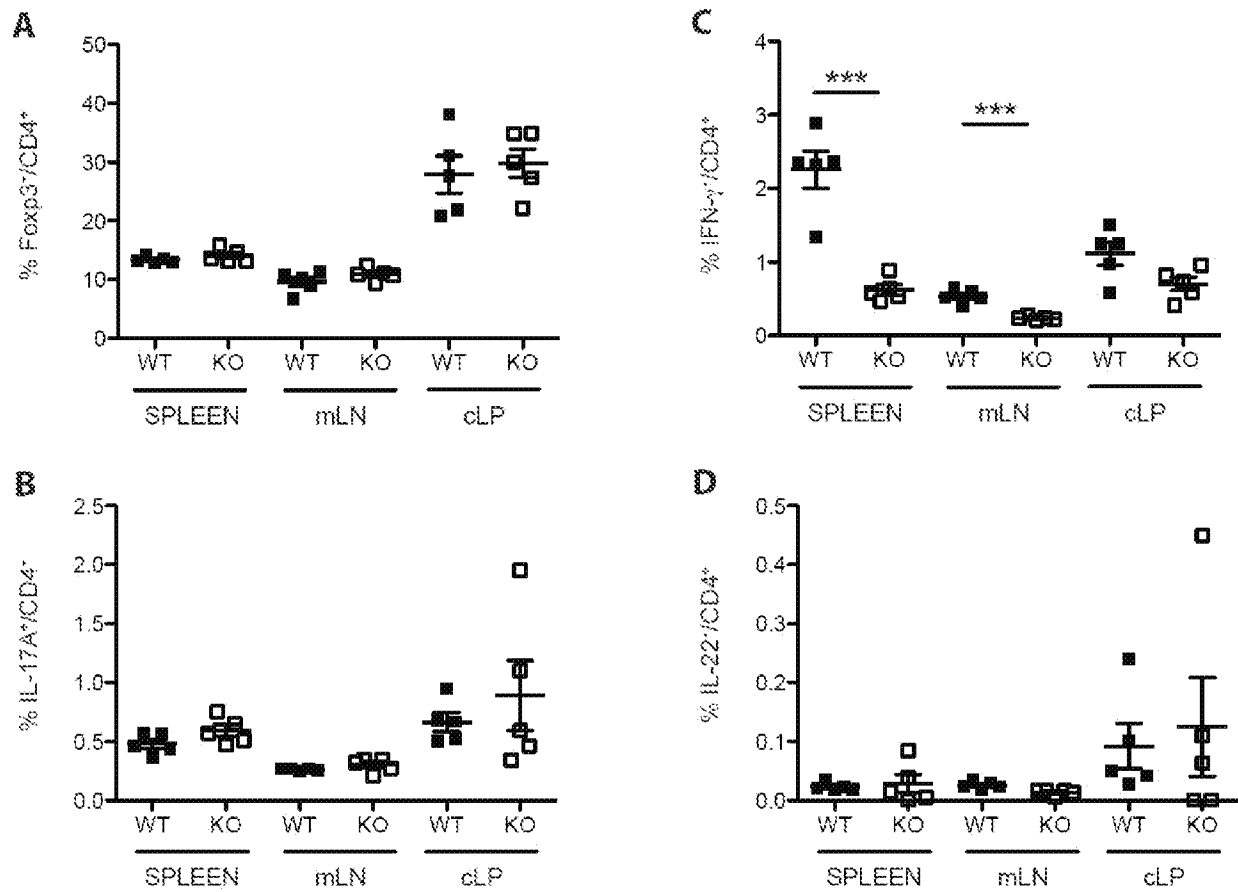 A
% Foxp3⁺/CD4⁺
50
40
30
20
10
0
WT KO WT KO WT KO
SPLEEN mLN cLP
C
% IFN-γ⁺/CD4⁺
4
3
2
1
0
*** ***
WT KO WT KO WT KO
SPLEEN mLN cLP
B
% IL-17A⁺/CD4⁺
2.5
2.0
1.5
1.0
0.5
0.0
WT KO WT KO WT KO
SPLEEN mLN cLP
D
% IL-22⁺/CD4⁺
0.5
0.4
0.3
0.2
0.1
0.0
WT KO WT KO WT KO
SPLEEN mLN cLP